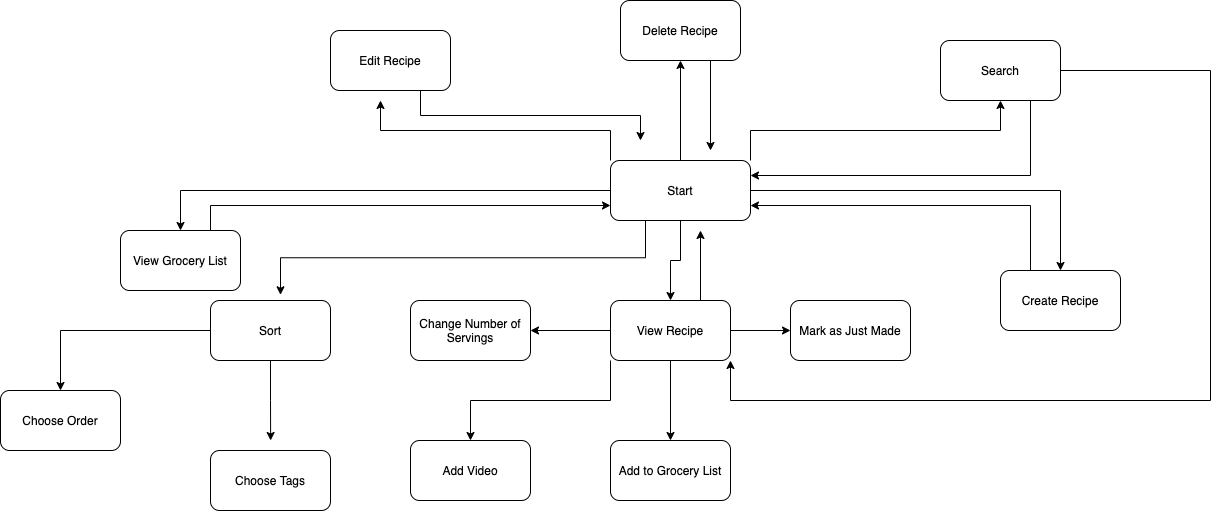 Delete Recipe
Edit Recipe
Search
Start
View Grocery List
Create Recipe
Sort
Change Number of
Servings
View Recipe
Mark as Just Made
Choose Order
Add Video
Add to Grocery List
Choose Tags